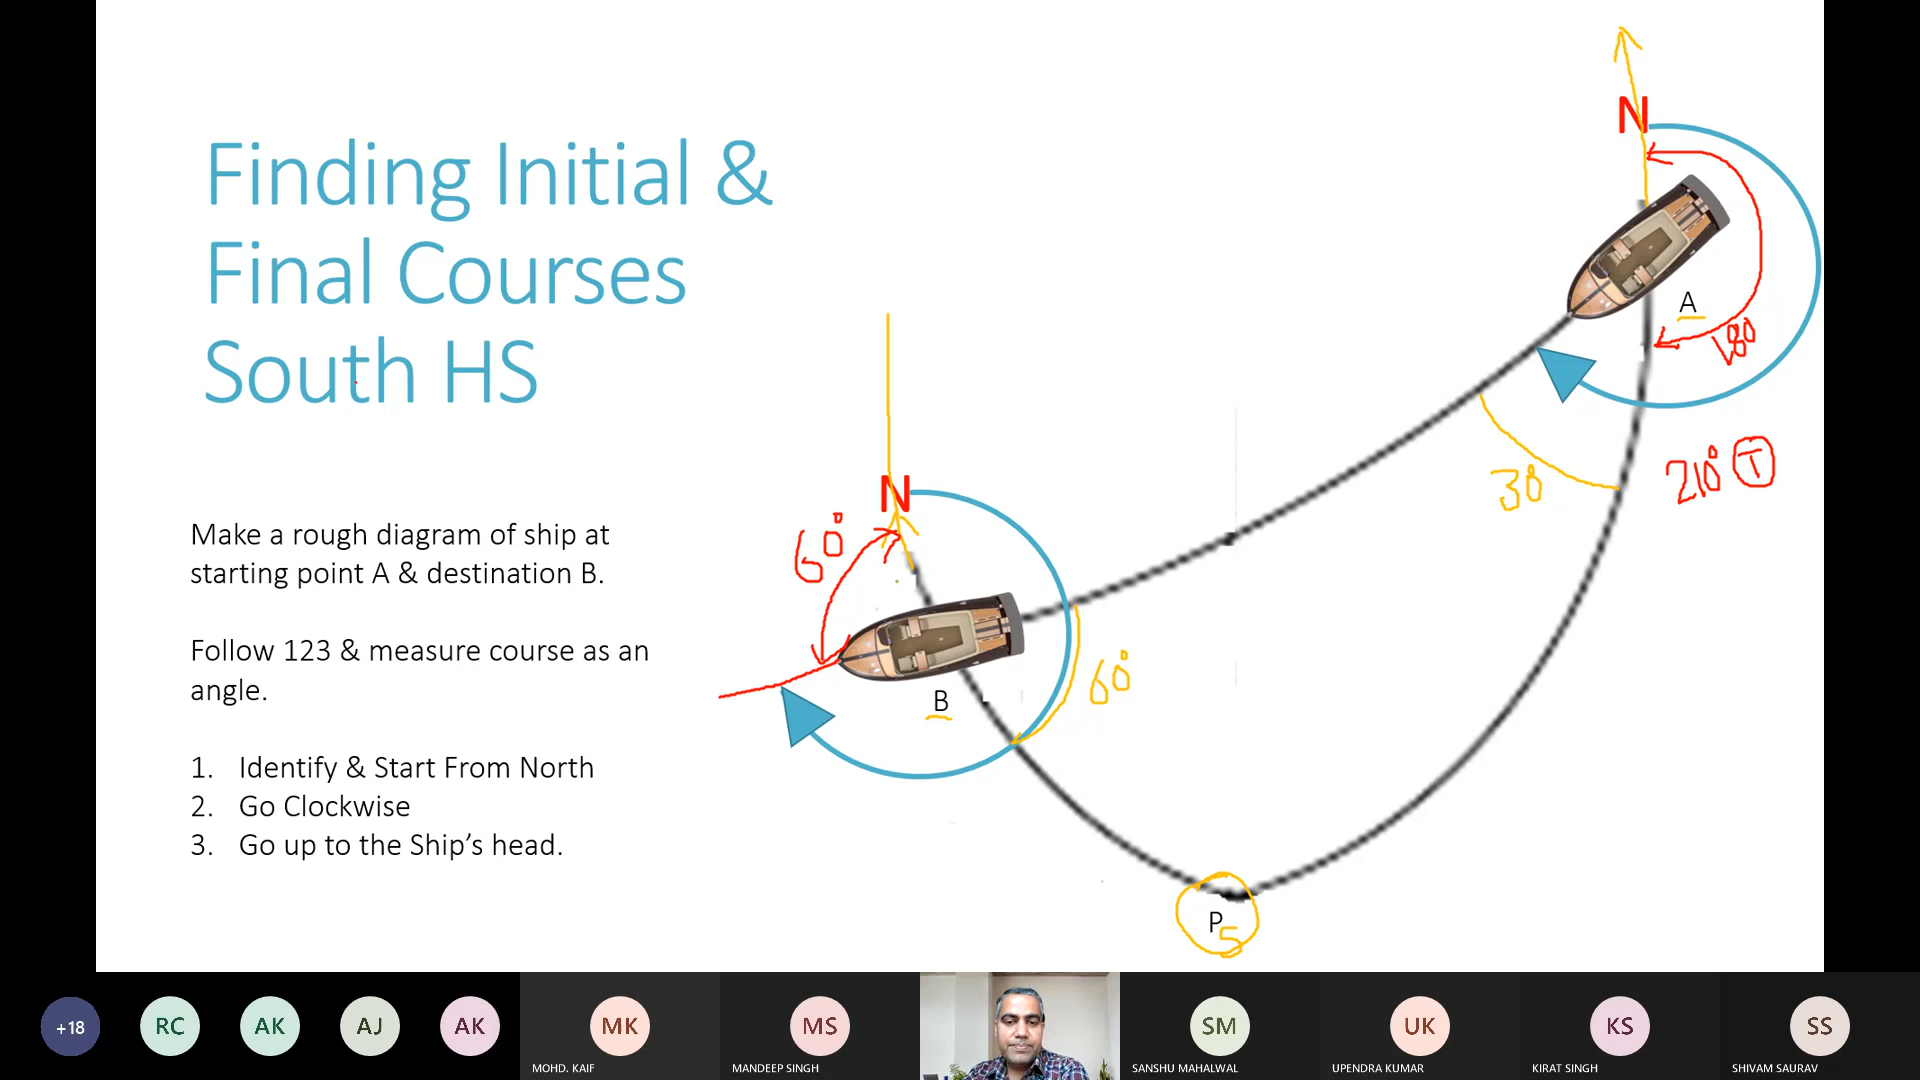 Finding Initial &
Final Courses
South HS
Make a rough diagram of ship at
starting point A & destination B.
Follow 123 & measure course as an
angle.
1. Identify & Start From North
2. Go Clockwise
3. Go up to the Ship's head.
N
A
180
210° T
30
N
60°
B
60°
P
S
+18
RC
AK
AJ
AK
MK
MOHD. KAIF
MS
MANDEEP SINGH
SM
SANSHU MAHALWAL
UK
UPENDRA KUMAR
KS
KIRAT SINGH
SS
SHIVAM SAURAV